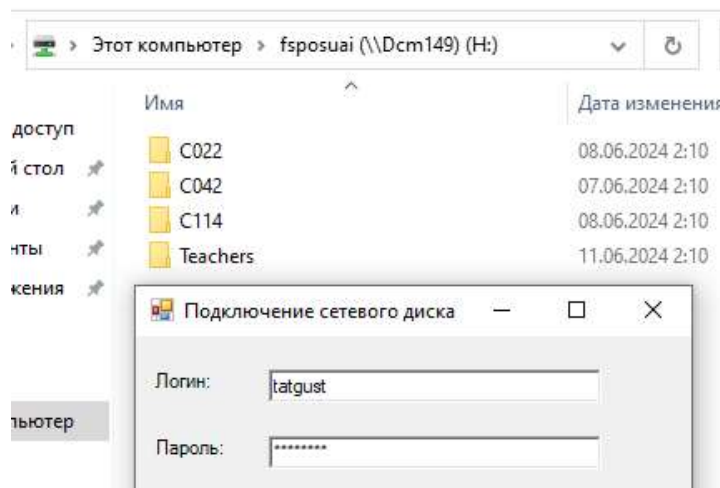 Этот компьютер > fsposuai (\\Dcm149) (H:)
Имя
Дата изменения
доступ
й стол
C022
08.06.2024 2:10
C042
07.06.2024 2:10
и
C114
08.06.2024 2:10
нты
Teachers
11.06.2024 2:10
жения
Подключение сетевого диска
Логин:
tatgust
пьютер
Пароль:
********